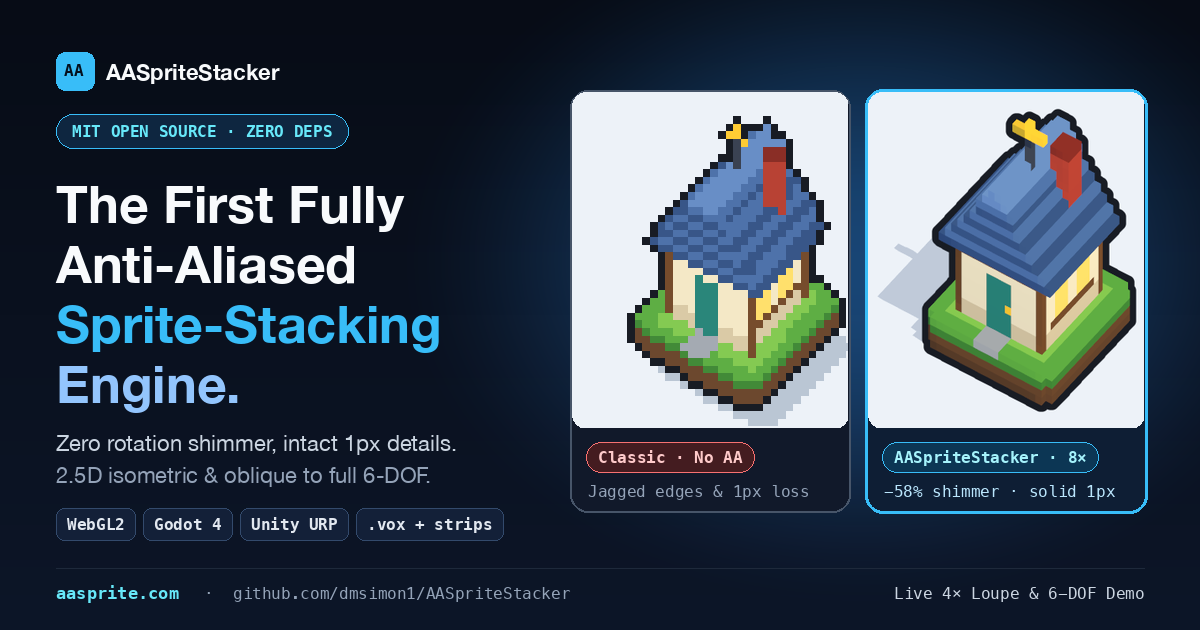 AA AASpriteStacker
MIT OPEN SOURCE · ZERO DEPS
The First Fully
Anti-Aliased
Sprite-Stacking
Engine.
Zero rotation shimmer, intact 1px details.
2.5D isometric & oblique to full 6-DOF.
WebGL2 Godot 4 Unity URP .vox + strips
Classic · No AA
Jagged edges & 1px loss
AASpriteStacker · 8×
−58% shimmer · solid 1px
aasprite.com · github.com/dmsimon1/AASpriteStacker
Live 4× Loupe & 6–DOF Demo